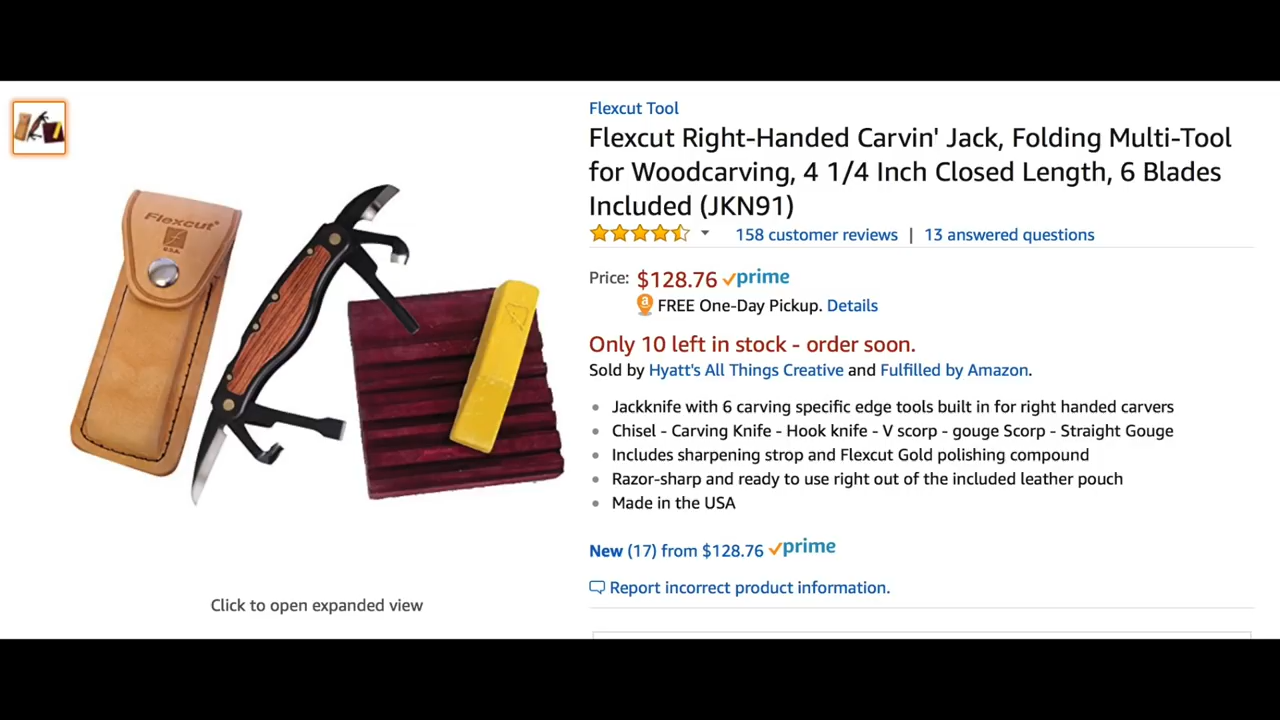 Flexcut
U.S.A.
Flexcut Tool
Flexcut Right-Handed Carvin' Jack, Folding Multi-Tool
for Woodcarving, 4 1/4 Inch Closed Length, 6 Blades
Included (JKN91)
158 customer reviews | 13 answered questions
Price: $128.76 prime
a FREE One-Day Pickup. Details
Only 10 left in stock - order soon.
Sold by Hyatt's All Things Creative and Fulfilled by Amazon.
• Jackknife with 6 carving specific edge tools built in for right handed carvers
• Chisel - Carving Knife - Hook knife - V scorp - gouge Scorp - Straight Gouge
• Includes sharpening strop and Flexcut Gold polishing compound
• Razor-sharp and ready to use right out of the included leather pouch
• Made in the USA
New (17) from $128.76 prime
Report incorrect product information.
Click to open expanded view